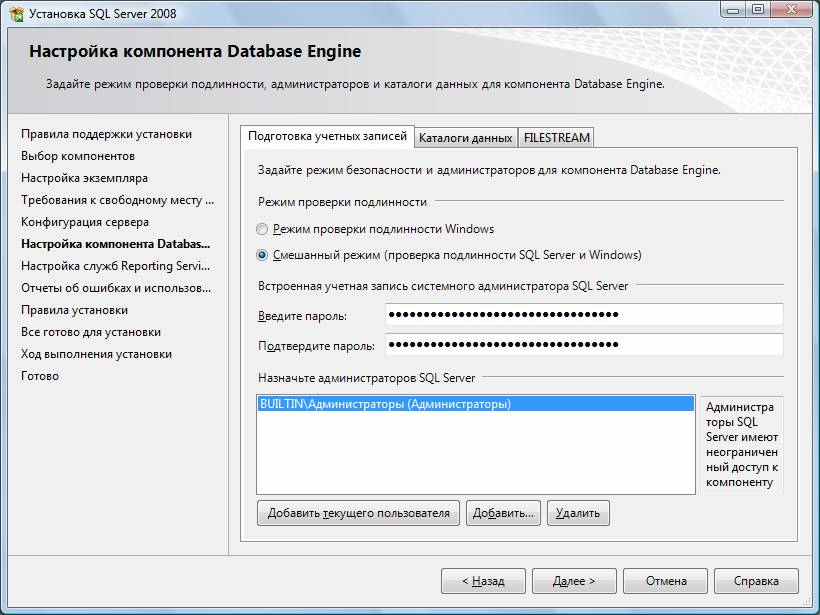 Установка SQL Server 2008
Настройка компонента Database Engine
Задайте режим проверки подлинности, администраторов и каталоги данных для компонента Database Engine.
Правила поддержки установки
Выбор компонентов
Настройка экземпляра
Требования к свободному месту ...
Конфигурация сервера
Настройка компонента Databas...
Настройка служб Reporting Servi...
Отчеты об ошибках и использов...
Правила установки
Все готово для установки
Ход выполнения установки
Готово
Подготовка учетных записей
Каталоги данных
FILESTREAM
Задайте режим безопасности и администраторов для компонента Database Engine.
Режим проверки подлинности
Режим проверки подлинности Windows
Смешанный режим (проверка подлинности SQL Server и Windows)
Встроенная учетная запись системного администратора SQL Server
Введите пароль:
Подтвердите пароль:
Назначьте администраторов SQL Server
BUILTIN\Администраторы (Администраторы)
Администра
торы SQL
Server имеют
неограничен
ный доступ к
компоненту
Добавить текущего пользователя
Добавить...
Удалить
< Назад
Далее >
Отмена
Справка